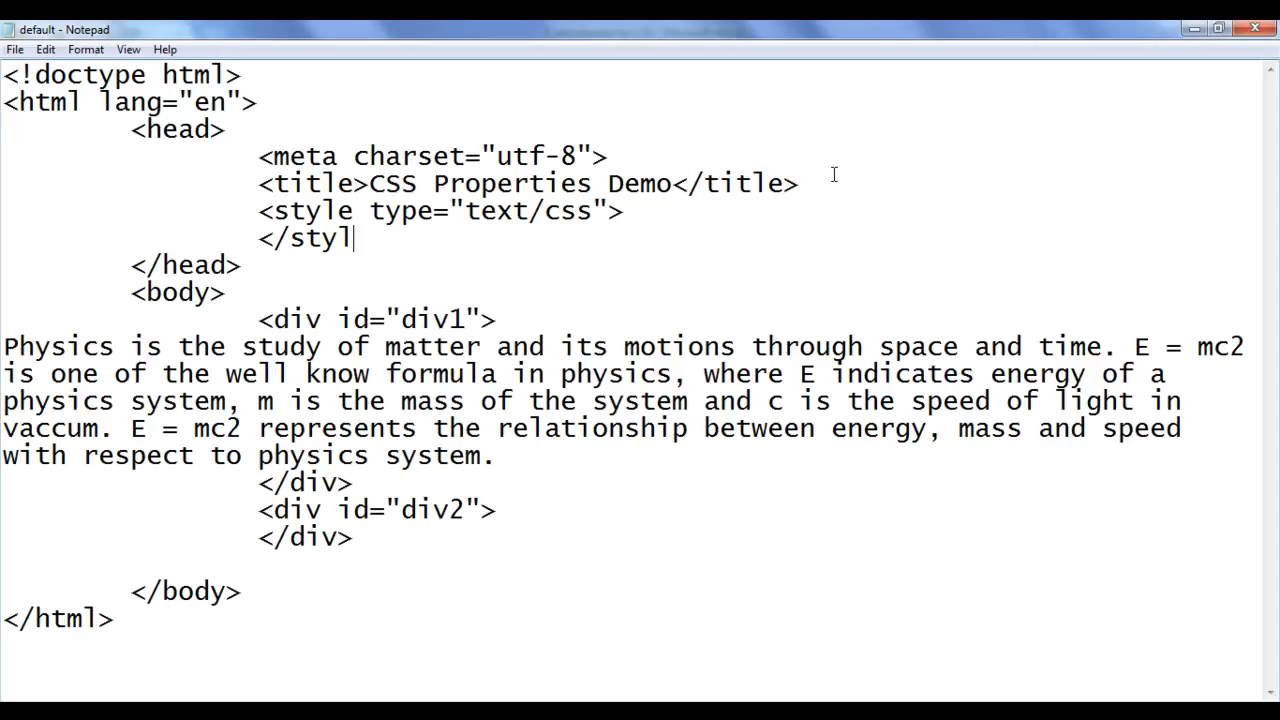 default - Notepad
File Edit Format View Help
<!doctype html>
<html lang="en">
<head>
<meta charset="utf-8">
<title>CSS Properties Demo</title>
<style type="text/css">
</styl
</head>
<body>
<div id="div1">
Physics is the study of matter and its motions through space and time. E = mc2
is one of the well know formula in physics, where E indicates energy of a
physics system, m is the mass of the system and c is the speed of light in
vaccum. E = mc2 represents the relationship between energy, mass and speed
with respect to physics system.
</div>
<div id="div2">
</div>
</body>
</html>